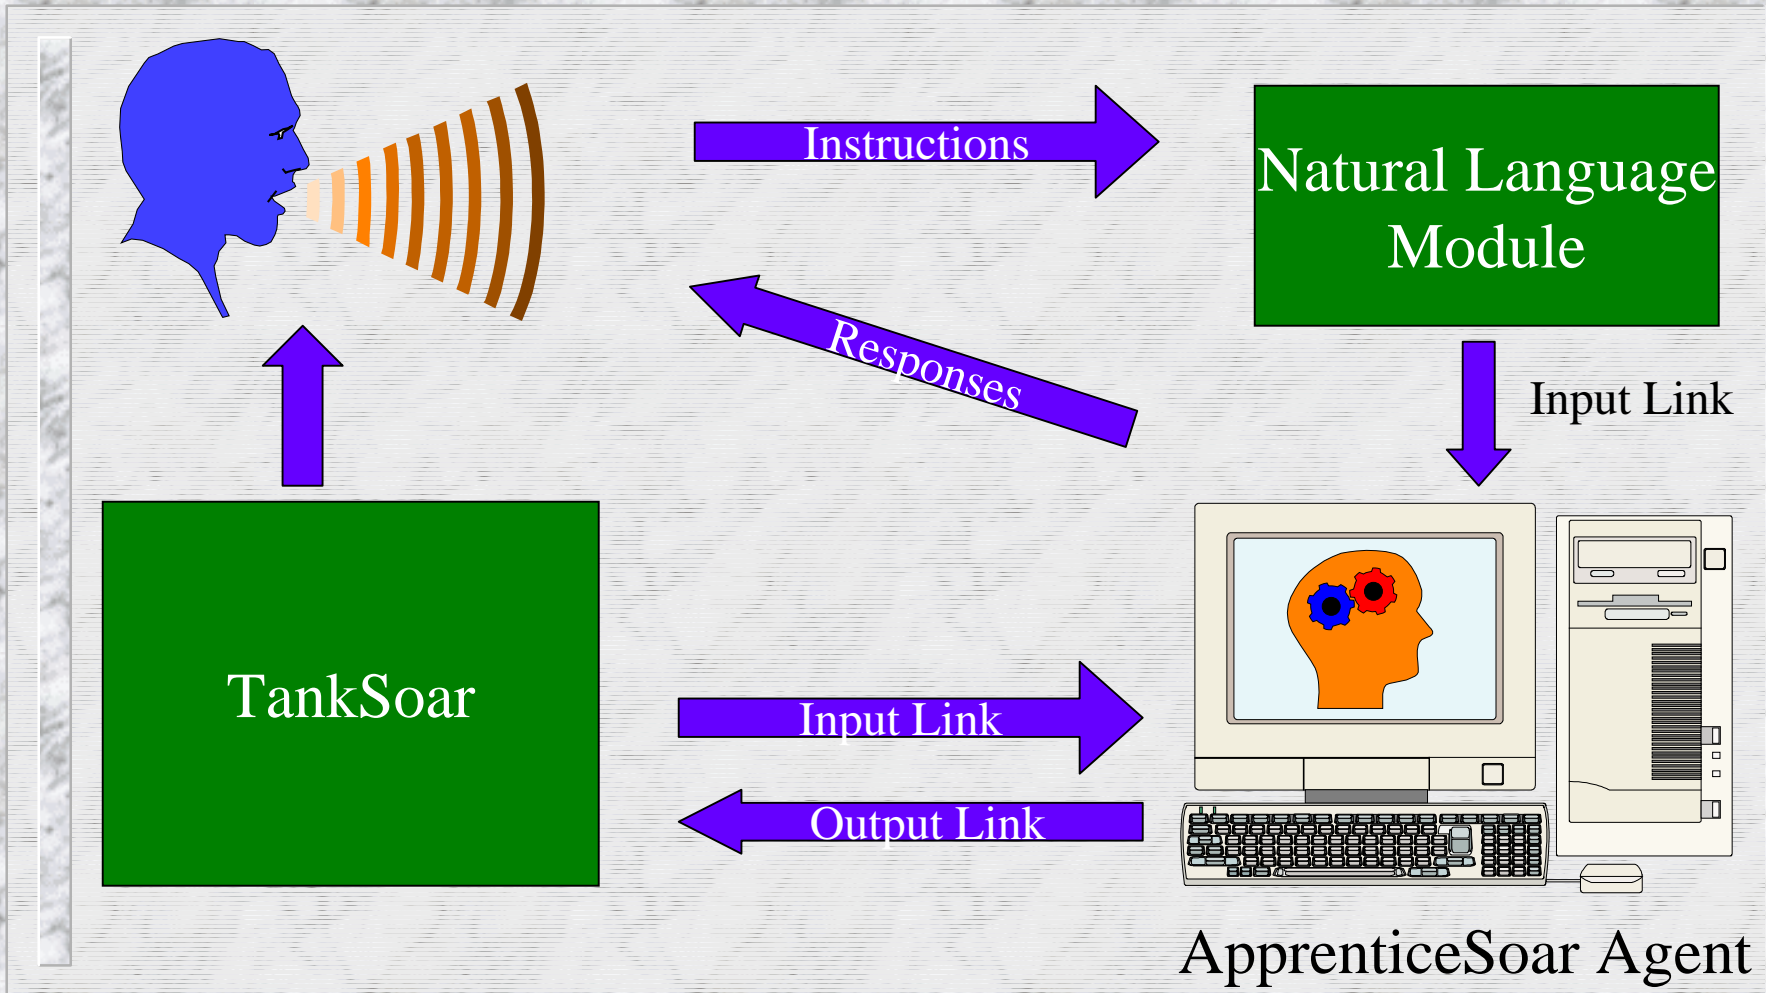 Instructions
Natural Language
Module
Responses
Input Link
TankSoar
Input Link
Output Link
ApprenticeSoar Agent